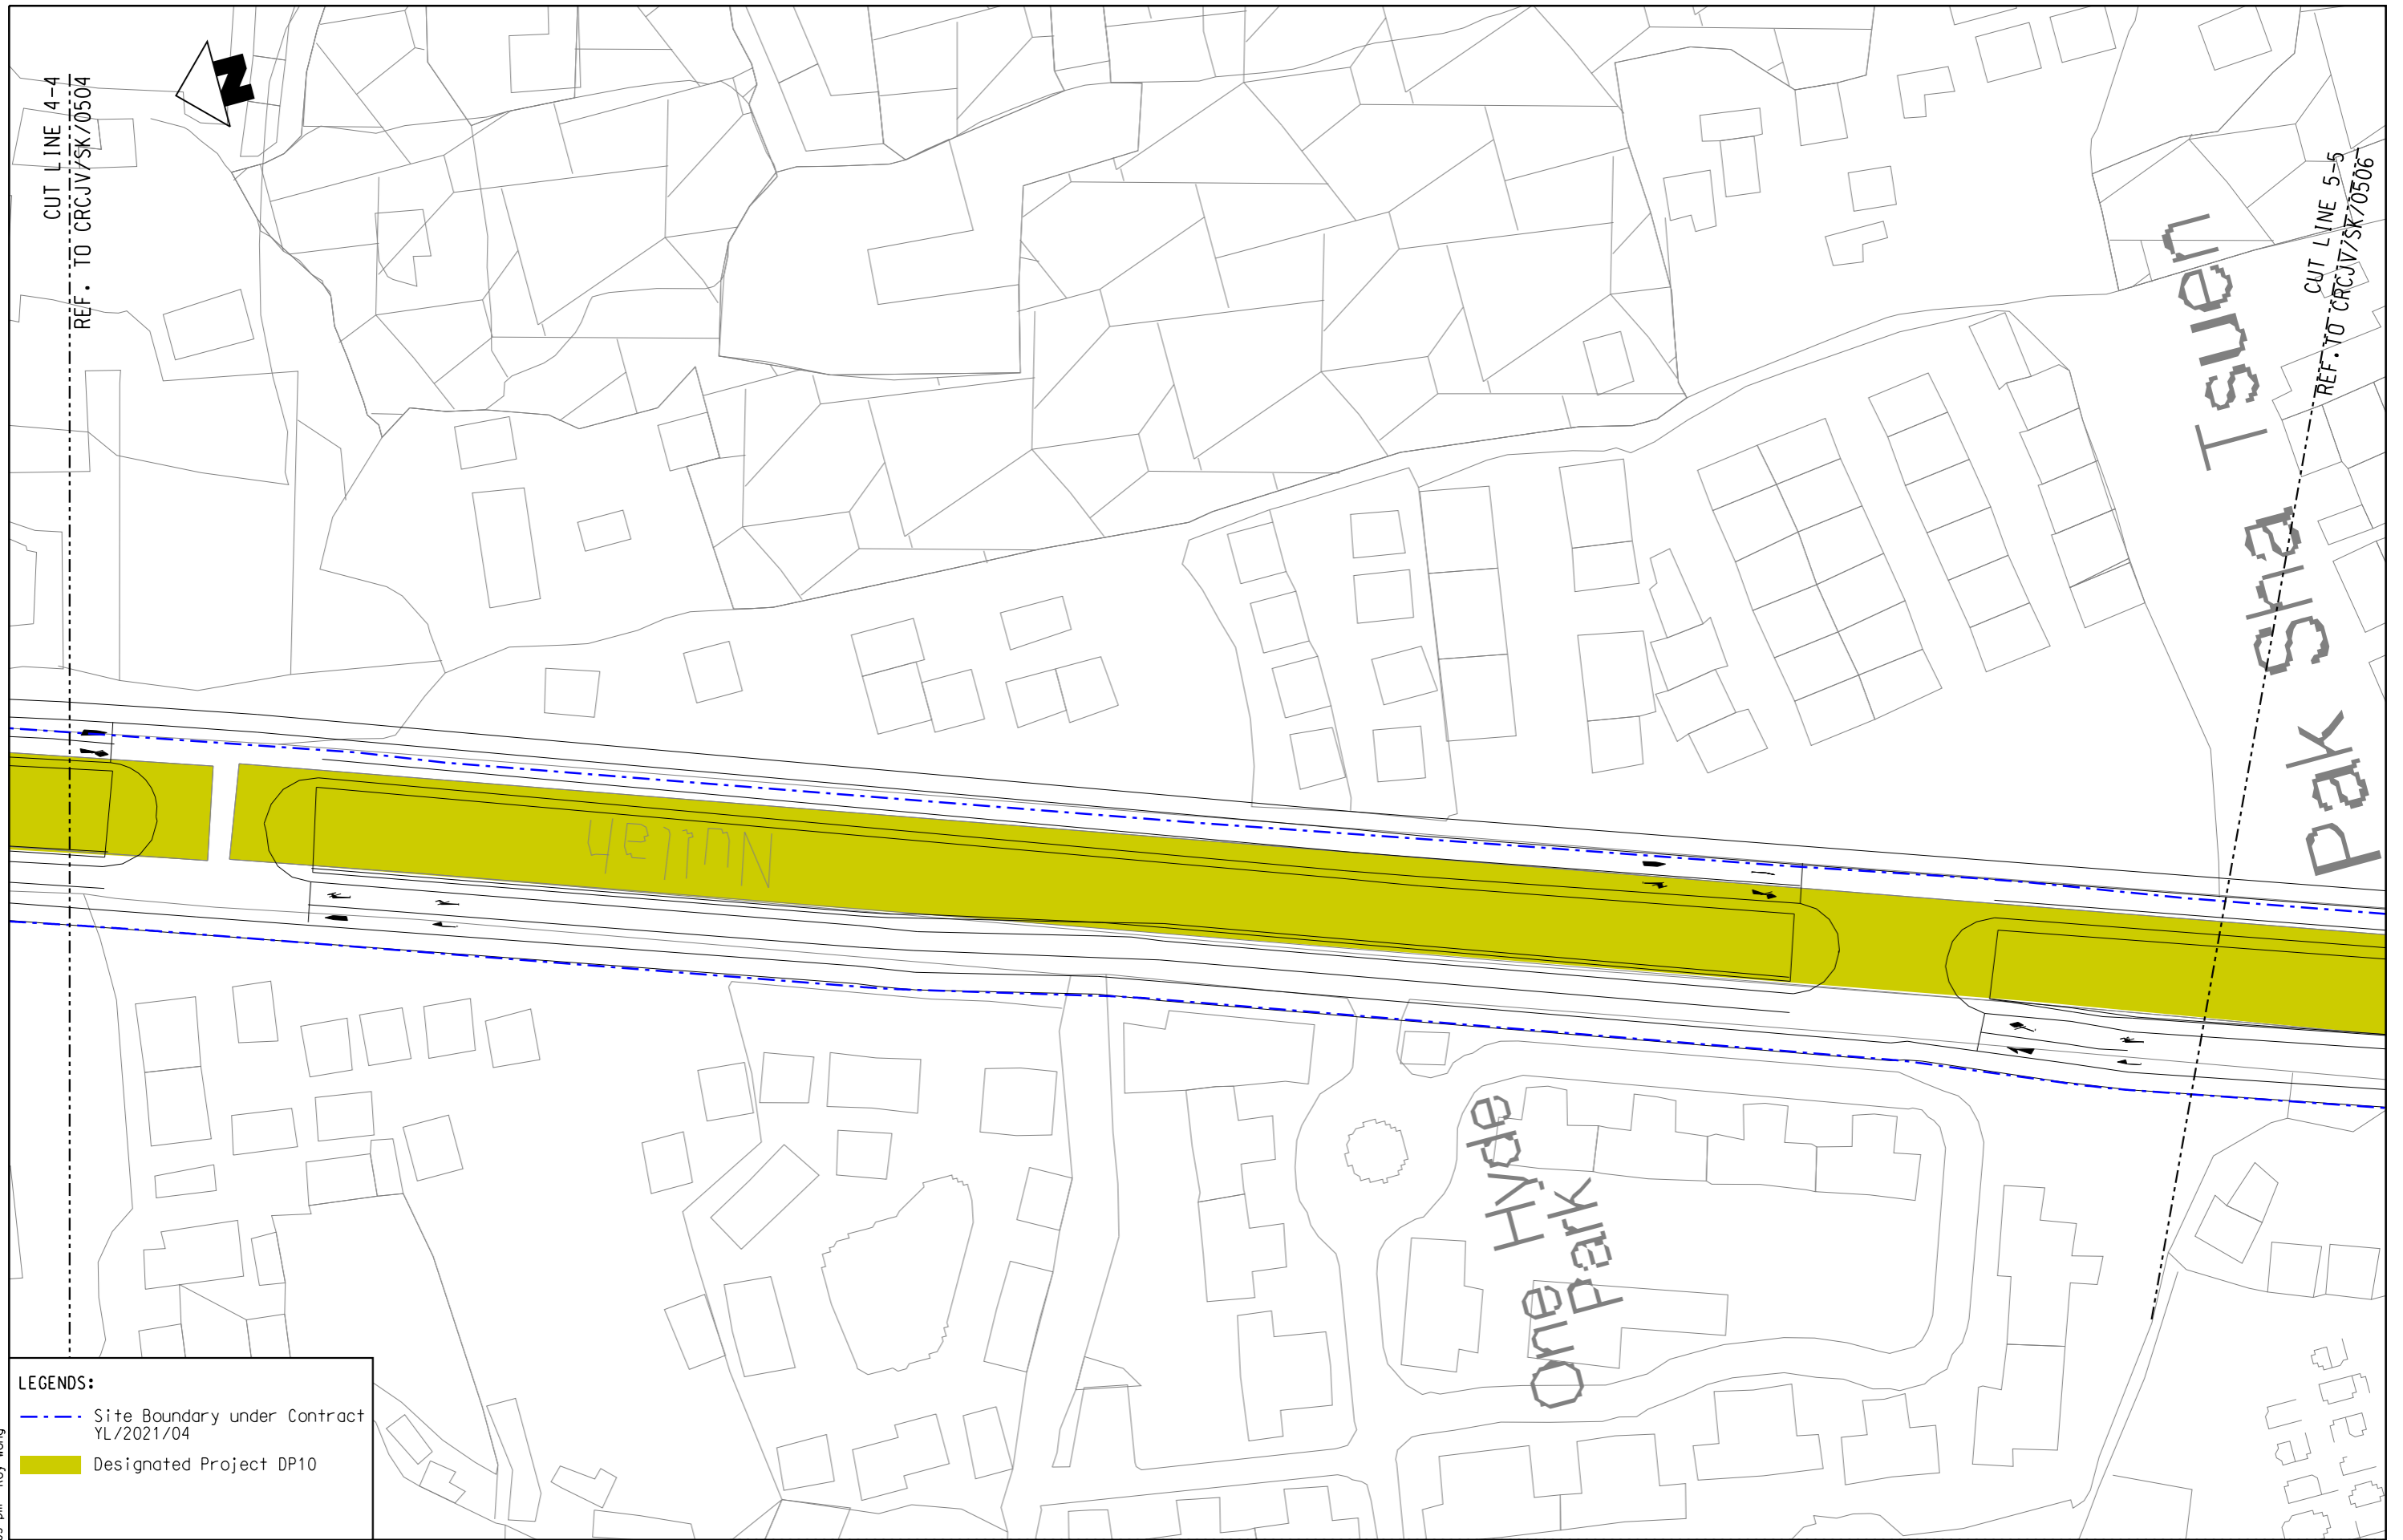 CUT LINE 4-4
REF. TO CRCJV/SK/0504
N
CUT LINE 5-5
REF. TO CRCJV/SK/0506
Pak Sha Tsuen
Nullah
One Hyde
Park
LEGENDS:
Site Boundary under Contract
YL/2021/04
Designated Project DP10